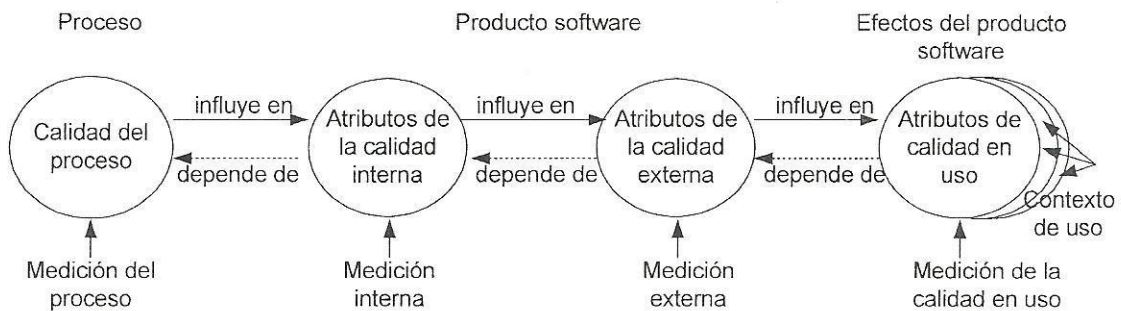 Proceso
Producto software
Efectos del producto
software
Calidad del
proceso
influye en
depende de
Atributos de
la calidad
interna
influye en
depende de
Atributos de
la calidad
externa
influye en
depende de
Atributos de
calidad en
uso
Contexto
de uso
Medición del
proceso
Medición
interna
Medición
externa
Medición de la
calidad en uso